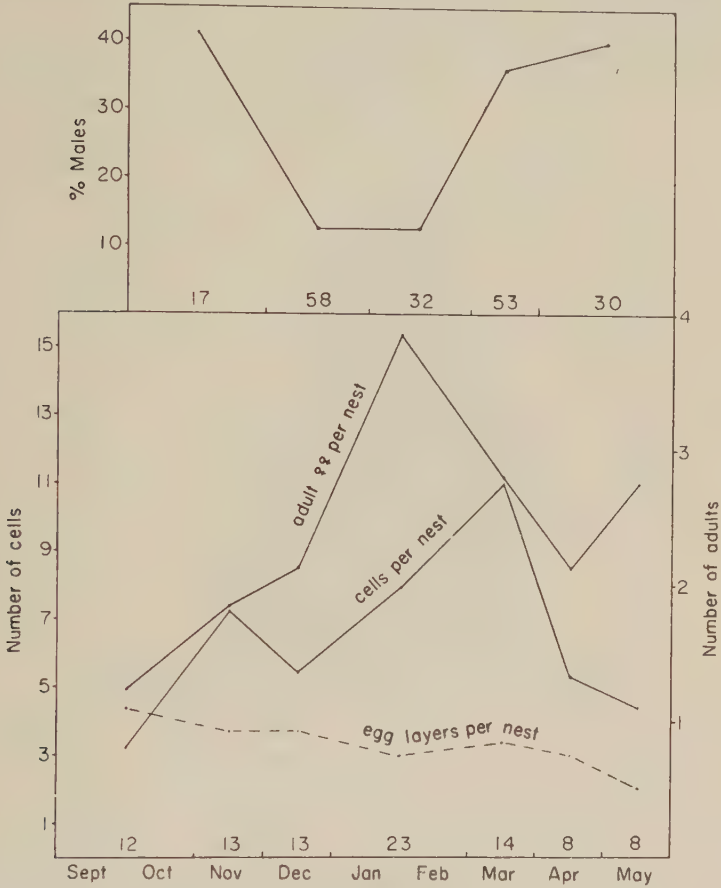 40
30
20
10
% Males
17 58 32 53 30
15
13
11
9
7
5
3
1
Number of cells
4
3
2
1
Number of adults
adult ♀♀ per nest
cells per nest
egg layers per nest
12 13 13 23 14 8 8
Sept Oct Nov Dec Jan Feb Mar Apr May